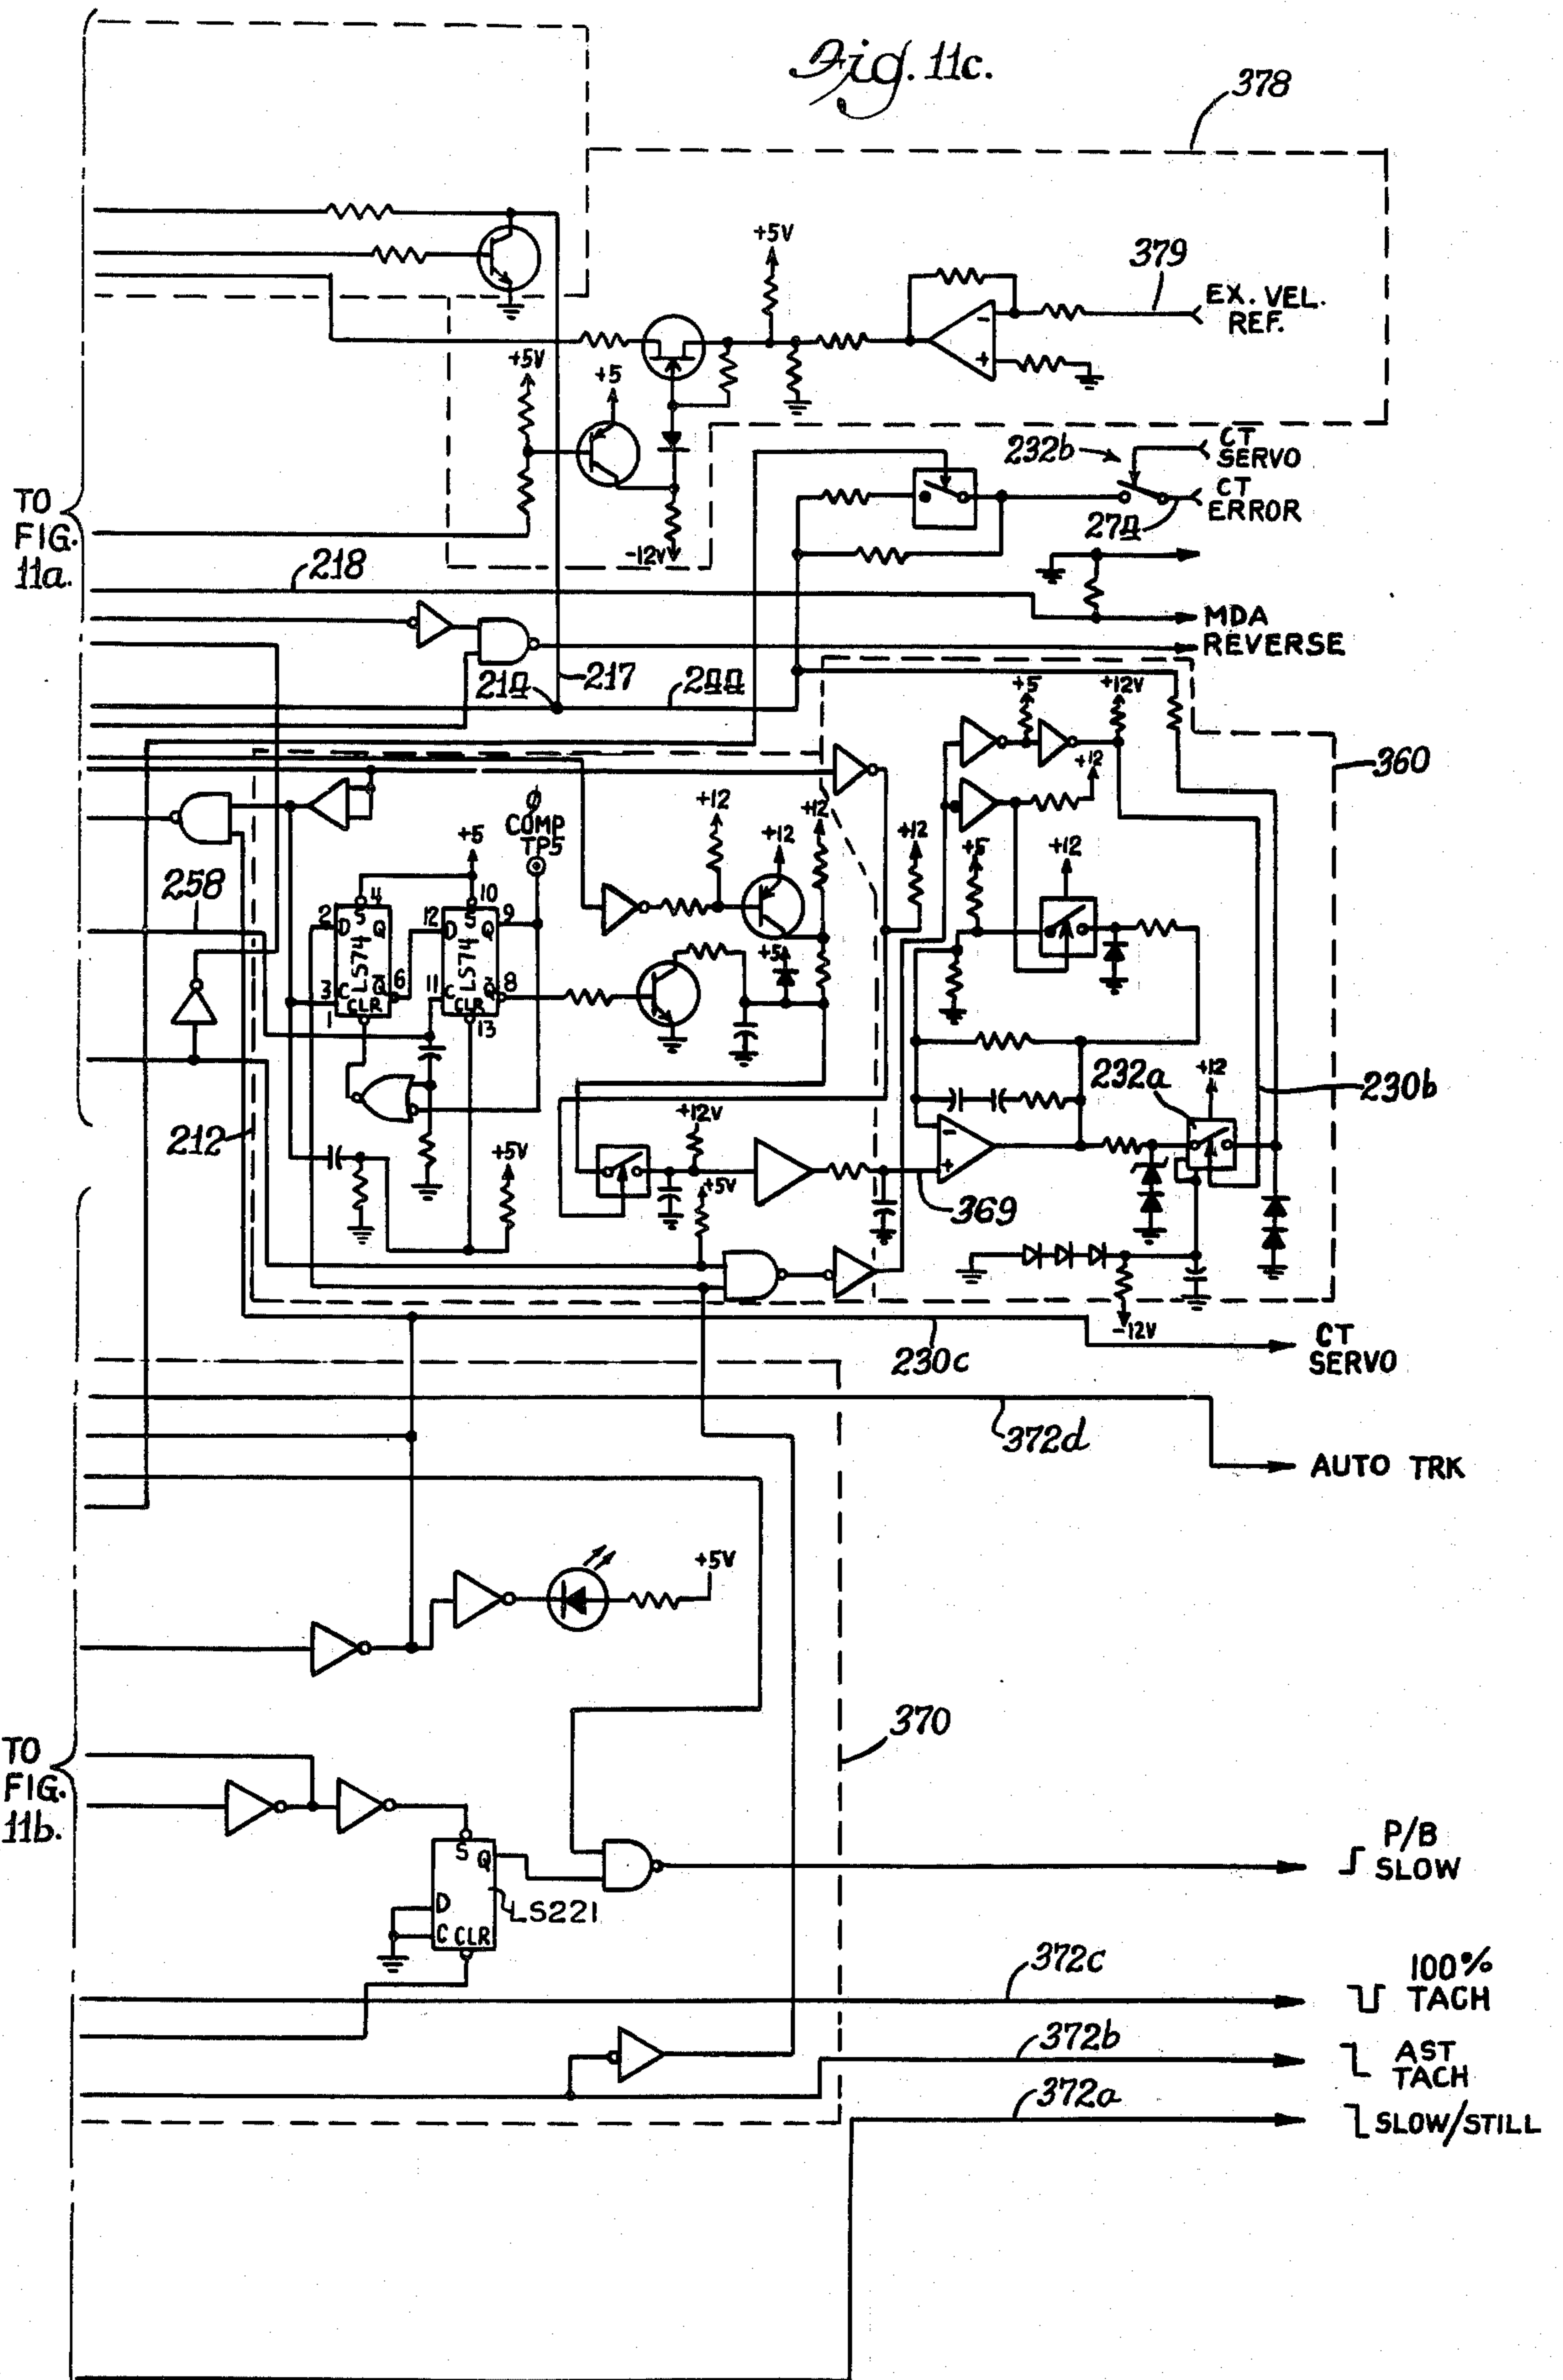 Fig. 11c.
378
+5V
379
EX. VEL.
REF.
+5V
+5
232b
CT
SERVO
CT
ERROR
274
TO
FIG.
11a.
-12V
218
MDA
REVERSE
214
217
244
+5
+12V
360
+12
∅
COMP
TP5
+12
+12
+12
+12
+5
+5
+12
258
4
10
2
D
S
Q
12
D
S
Q
9
LS74
LS74
+5
3
C
Q̅
6
11
C
Q̅
8
1
CLR
CLR
13
232a
+12
230b
212
+12V
+5V
+5V
-
+
369
-12V
230c
CT
SERVO
372d
AUTO TRK
+5V
370
TO
FIG.
11b.
P/B
SLOW
S
Q
D
LS221
C
CLR
372c
100%
TACH
372b
AST
TACH
372a
SLOW/STILL